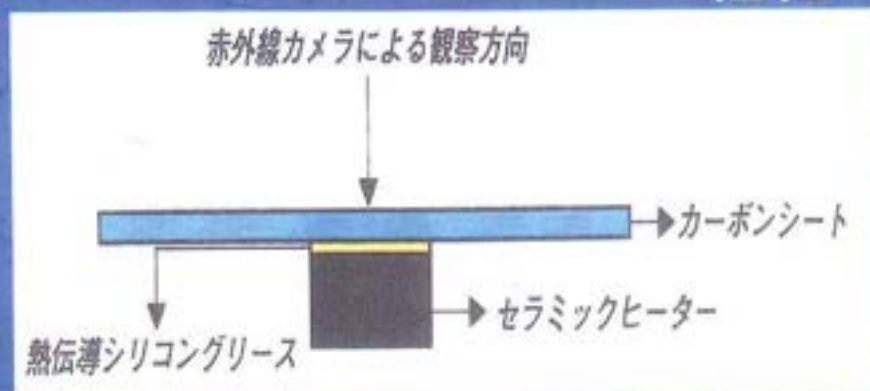 赤外線カメラによる観察方向
カーボンシート
セラミックヒーター
熱伝導シリコングリース